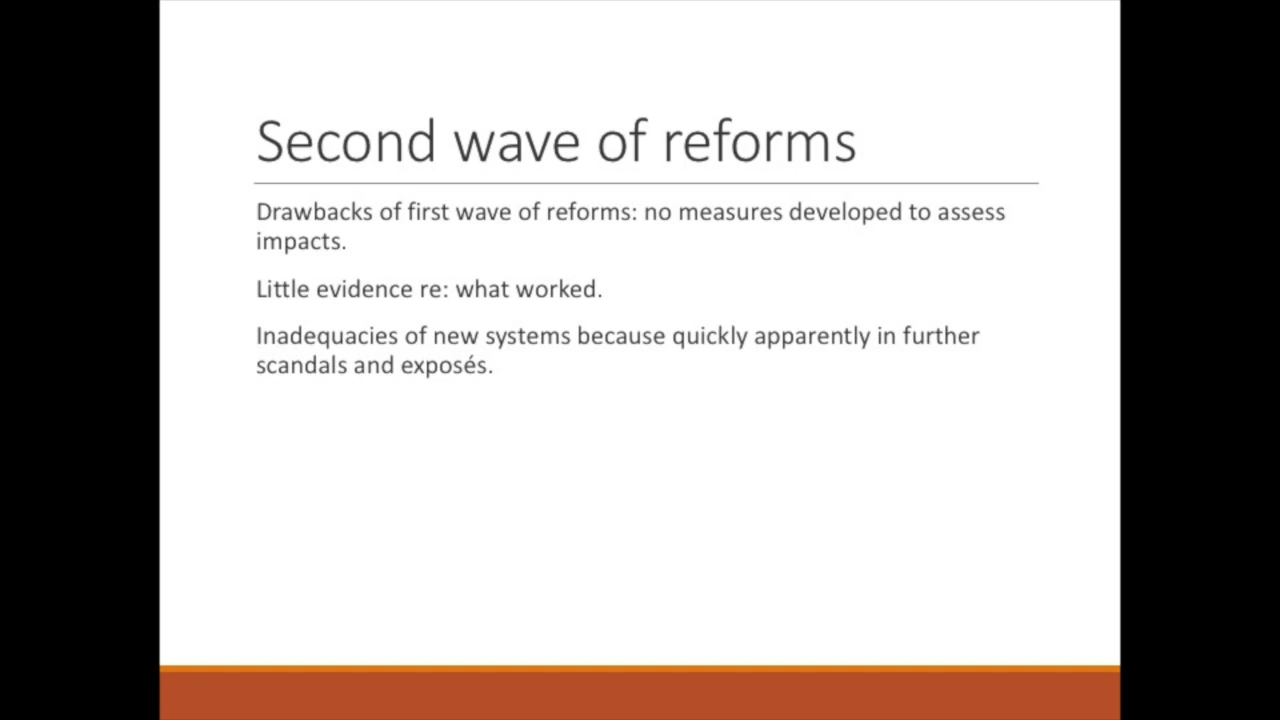 Second wave of reforms
Drawbacks of first wave of reforms: no measures developed to assess
impacts.
Little evidence re: what worked.
Inadequacies of new systems because quickly apparently in further
scandals and exposés.